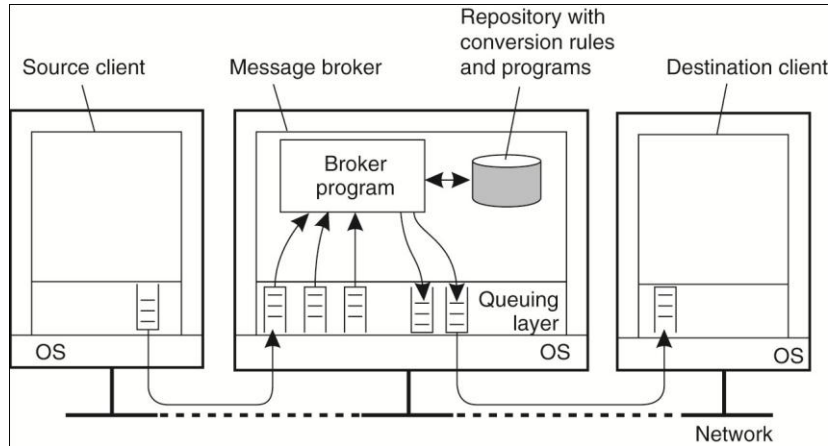 Source client
Message broker
Repository with
conversion rules
and programs
Destination client
Broker
program
Queuing
layer
OS
OS
OS
Network